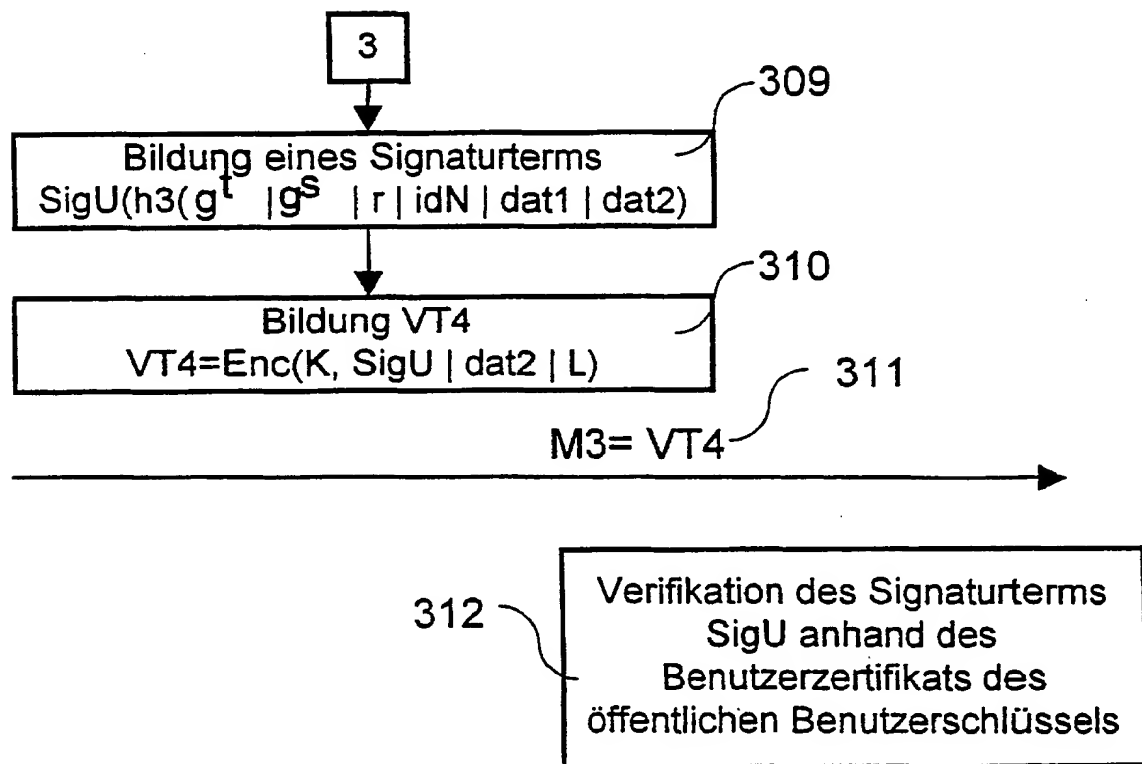 3
309
Bildung eines Signaturterms
SigU(h3(g^t |g^s | r | idN | dat1 | dat2)
310
Bildung VT4
VT4=Enc(K, SigU | dat2 | L)
311
M3= VT4
312
Verifikation des Signaturterms
SigU anhand des
Benutzerzertifikats des
öffentlichen Benutzerschlüssels